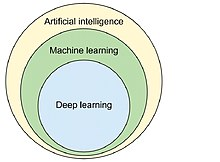 Artificial intelligence
Machine learning
Deep learning